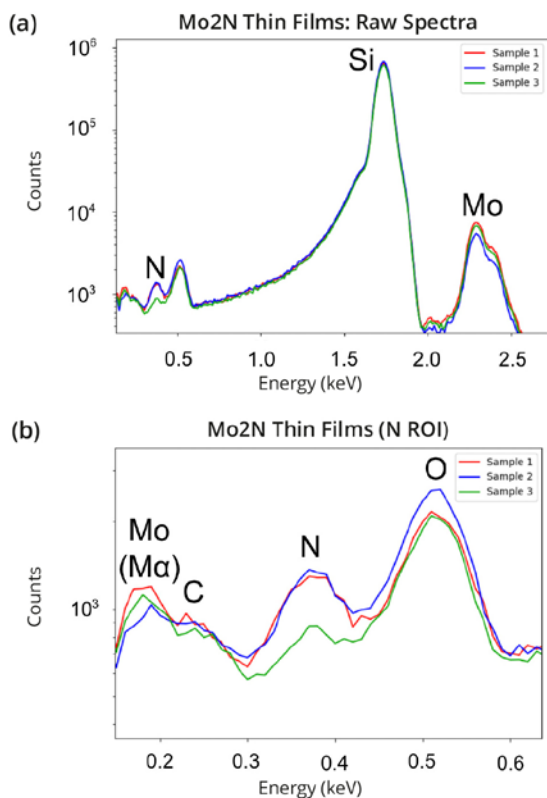 (a)
Mo2N Thin Films: Raw Spectra
10⁶
Si
Sample 1
Sample 2
Sample 3
10⁵
Counts
10⁴
Mo
N
10³
0.5
1.0
1.5
2.0
2.5
Energy (keV)
(b)
Mo2N Thin Films (N ROI)
Sample 1
Sample 2
Sample 3
O
Mo
(Mα)
C
N
Counts
10³
0.2
0.3
0.4
0.5
0.6
Energy (keV)